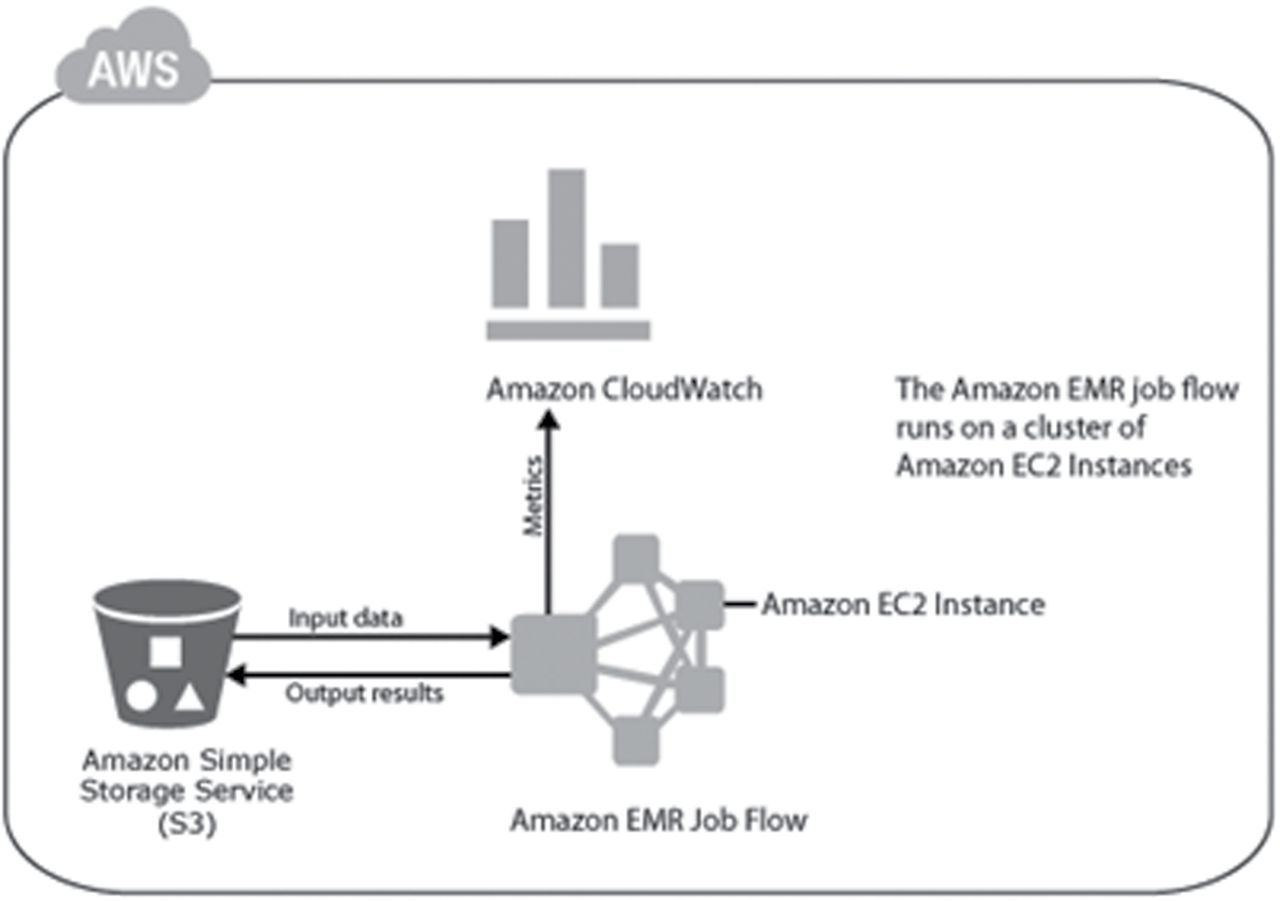 AWS
Amazon CloudWatch
The Amazon EMR job flow
runs on a cluster of
Amazon EC2 Instances
Metrics
Amazon EC2 Instance
Input data
Output results
Amazon Simple
Storage Service
(S3)
Amazon EMR Job Flow